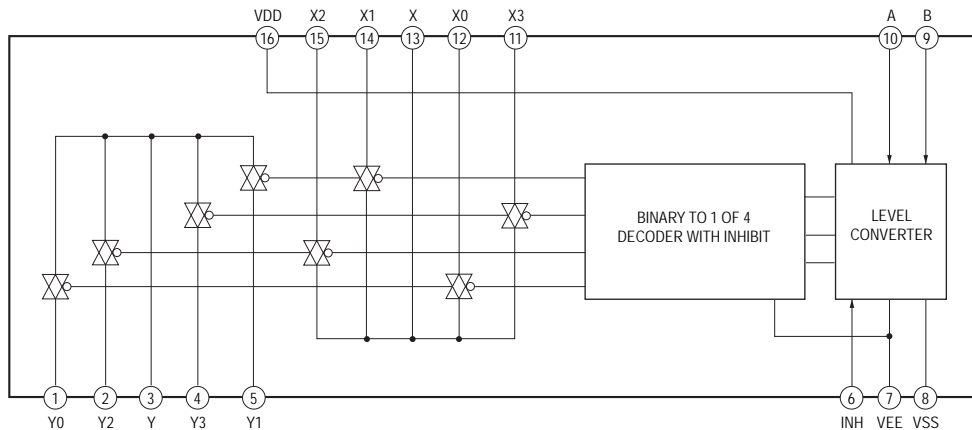 VDD X2 X1 X X0 X3 A B
16 15 14 13 12 11 10 9
BINARY TO 1 OF 4
DECODER WITH INHIBIT
LEVEL
CONVERTER
1 2 3 4 5 6 7 8
Y0 Y2 Y Y3 Y1 INH VEE VSS